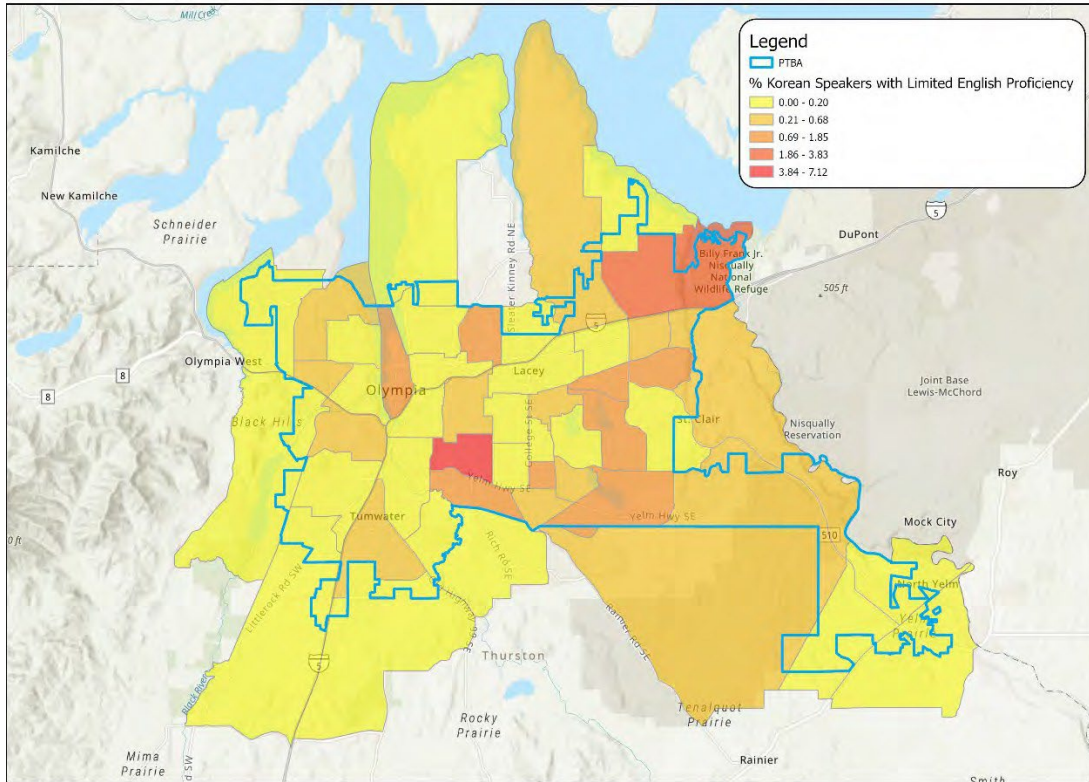 Mill Creek
Legend
PTBA
% Korean Speakers with Limited English Proficiency
0.00 - 0.20
0.21 - 0.68
0.69 - 1.85
1.86 - 3.83
3.84 - 7.12
Kamilche
New Kamilche
Schneider
Prairie
Sleater Kinney Rd NE
5
DuPont
Billy Frank Jr.
Nisqually
National
Wildlife Refuge
505 ft
5
Olympia West
8
8
Olympia
Lacey
Joint Base
Lewis-McChord
Black Hills
College St SE
St. Clair
Nisqually
Reservation
Roy
Yelm Hwy SE
Yelm Hwy SE
Tumwater
510
Mock City
Rich Rd SE
North Yelm
Littlerock Rd SW
Old Highway
99 SE
Rainier Rd SE
Yelm
Prairie
0 ft
5
Thurston
Black River
Tenalquot
Prairie
Rocky
Prairie
Mima
Prairie
d SW
Rainier
Smith